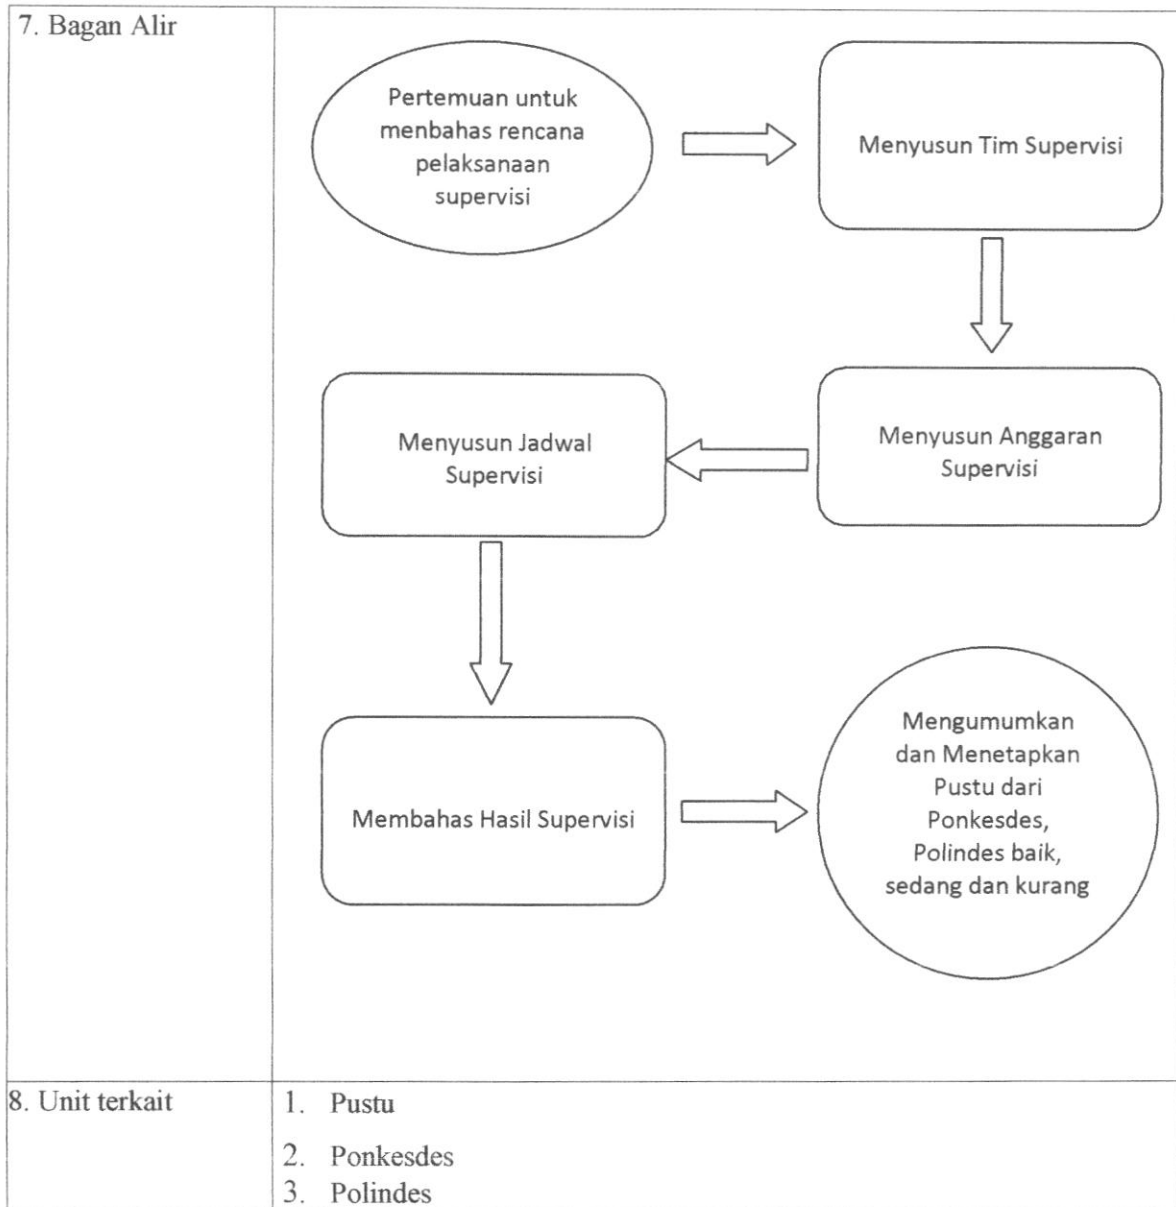 7. Bagan Alir
Pertemuan untuk
menbahas rencana
pelaksanaan
supervisi
Menyusun Tim Supervisi
Menyusun Anggaran
Supervisi
Menyusun Jadwal
Supervisi
Membahas Hasil Supervisi
Mengumumkan
dan Menetapkan
Pustu dari
Ponkesdes,
Polindes baik,
sedang dan kurang
8. Unit terkait
1. Pustu
2. Ponkesdes
3. Polindes